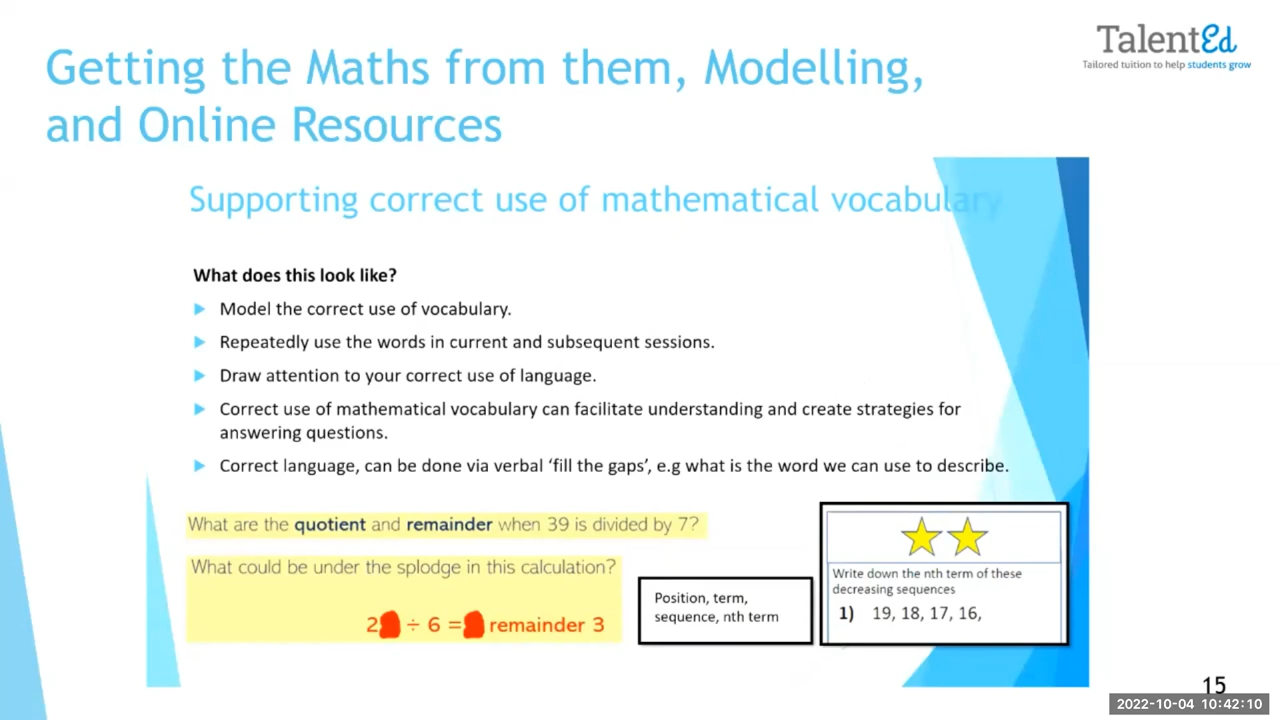 TalentEd
Tailored tuition to help students grow
Getting the Maths from them, Modelling,
and Online Resources
Supporting correct use of mathematical vocabulary
What does this look like?
Model the correct use of vocabulary.
Repeatedly use the words in current and subsequent sessions.
Draw attention to your correct use of language.
Correct use of mathematical vocabulary can facilitate understanding and create strategies for
answering questions.
Correct language, can be done via verbal 'fill the gaps', e.g what is the word we can use to describe.
What are the quotient and remainder when 39 is divided by 7?
What could be under the splodge in this calculation?
2 ÷ 6 = remainder 3
Position, term,
sequence, nth term
Write down the nth term of these
decreasing sequences
1) 19, 18, 17, 16,
15
2022-10-04 10:42:10